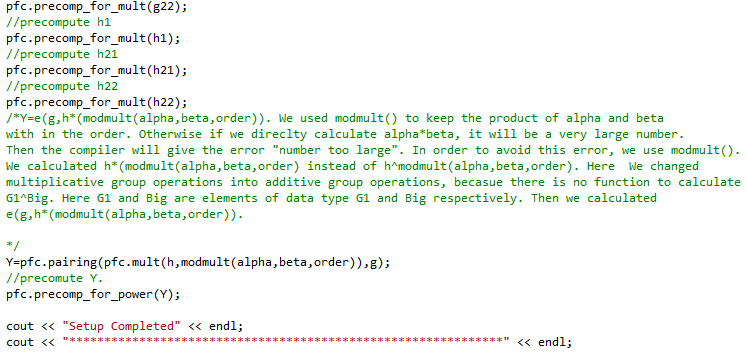 pfc.precomp_for_mult(g22);
//precompute h1
pfc.precomp_for_mult(h1);
//precompute h21
pfc.precomp_for_mult(h21);
//precompute h22
pfc.precomp_for_mult(h22);
/*Y=e(g,h*(modmult(alpha,beta,order)). We used modmult() to keep the product of alpha and beta
with in the order. Otherwise if we direclty calculate alpha*beta, it will be a very large number.
Then the compiler will give the error "number too large". In order to avoid this error, we use modmult().
We calculated h*(modmult(alpha,beta,order) instead of h^modmult(alpha,beta,order). Here  We changed
multiplicative group operations into additive group operations, becasue there is no function to calculate
G1^Big. Here G1 and Big are elements of data type G1 and Big respectively. Then we calculated
e(g,h*(modmult(alpha,beta,order)).
*/
Y=pfc.pairing(pfc.mult(h,modmult(alpha,beta,order)),g);
//precomute Y.
pfc.precomp_for_power(Y);
cout << "Setup Completed" << endl;
cout << "**************************************************************" << endl;